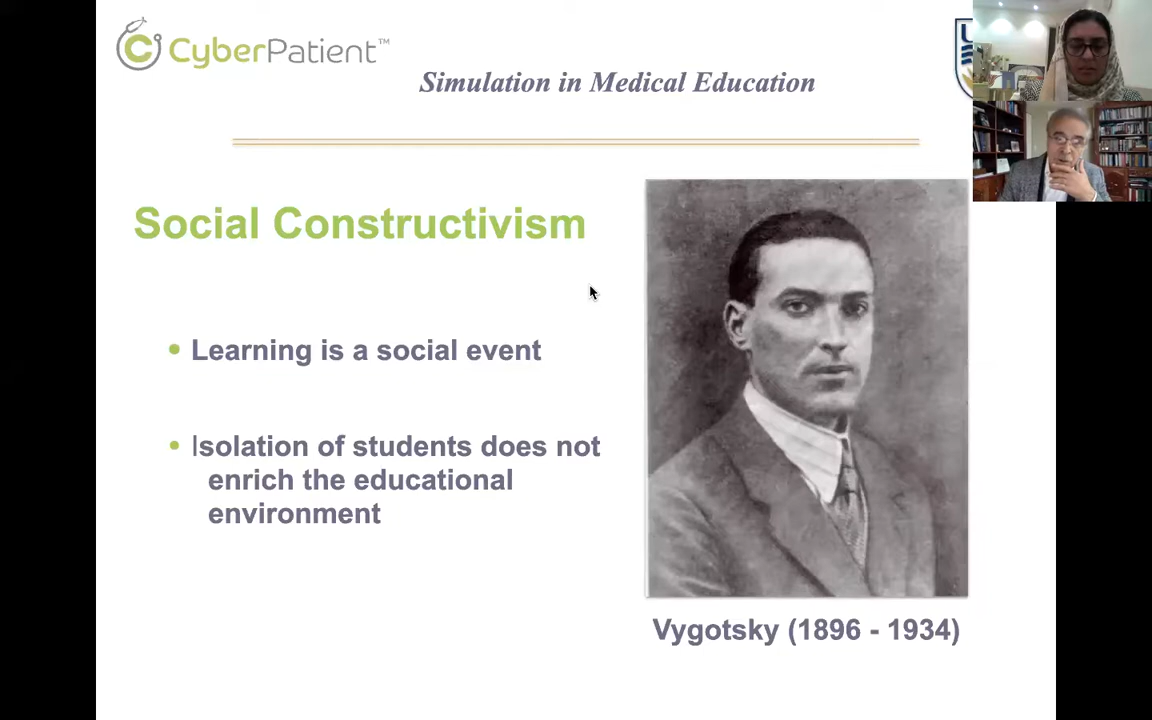 CyberPatient™
Simulation in Medical Education
Social Constructivism
• Learning is a social event
• Isolation of students does not
enrich the educational
environment
Vygotsky (1896 - 1934)